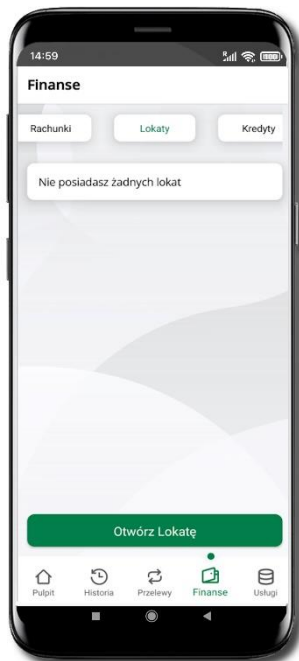 14:59
Finanse
Rachunki Lokaty Kredyty
Nie posiadasz żadnych lokat
Otwórz Lokatę
Pulpit Historia Przelewy Finanse Usługi